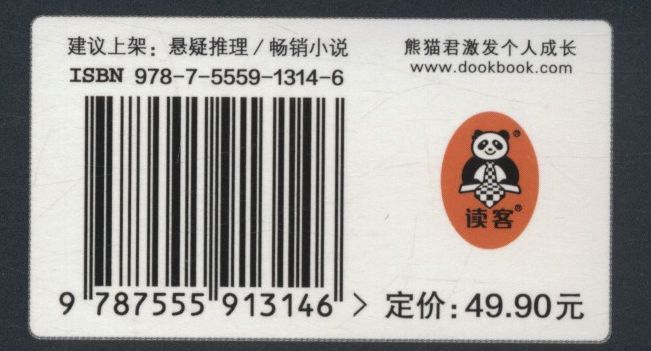 建议上架：悬疑推理/畅销小说
ISBN 978-7-5559-1314-6
9 787555 913146 >
熊猫君激发个人成长
www.dookbook.com
读客®
定价：49.90元